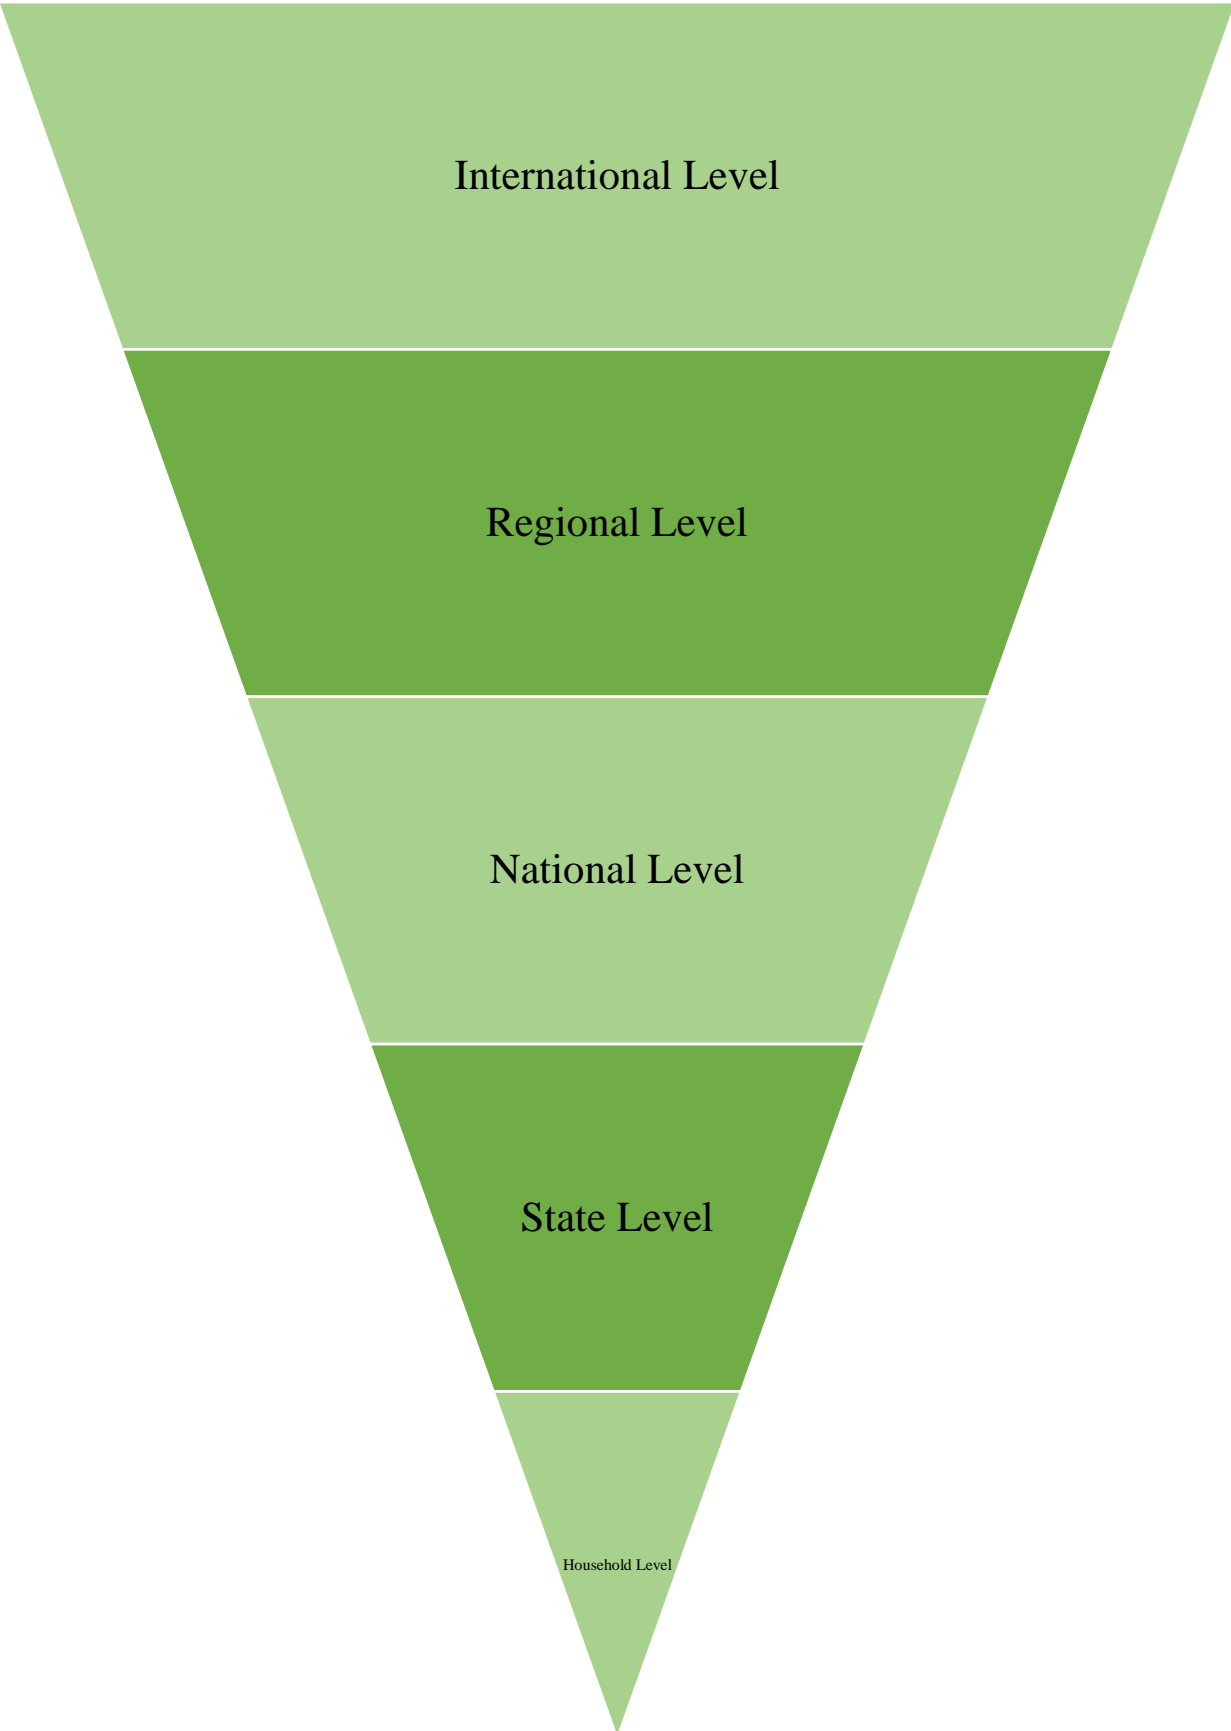 International Level
Regional Level
National Level
State Level
Household Level